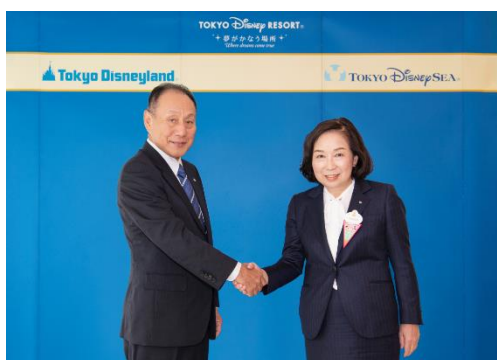 TOKYO Disney RESORT®
夢がかなう場所
Where dreams come true
Tokyo Disneyland®
TOKYO DisneySEA®